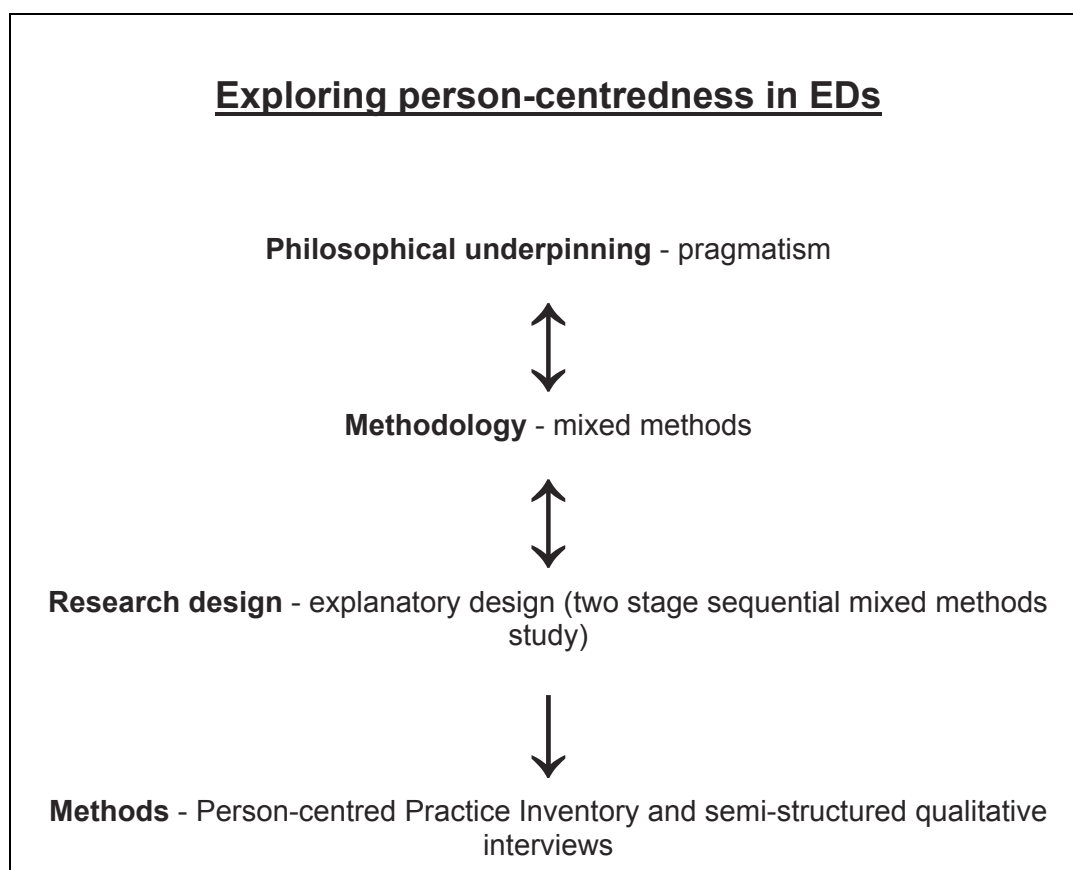 Exploring person-centredness in EDs
Philosophical underpinning - pragmatism
Methodology - mixed methods
Research design - explanatory design (two stage sequential mixed methods
study)
Methods - Person-centred Practice Inventory and semi-structured qualitative
interviews